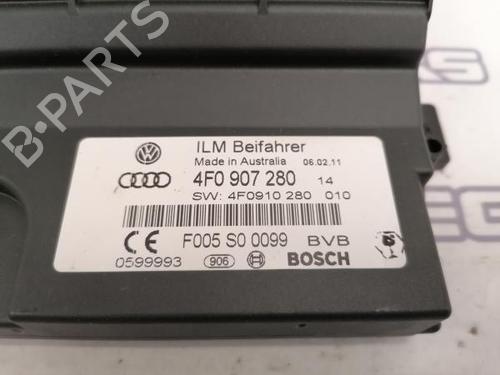 B-PARTS
ILM Beifahrer
Made in Australia 06.02.11
4F0 907 280 14
SW: 4F0910 280 010
F005 S0 0099 BVB
0599993 906 BOSCH